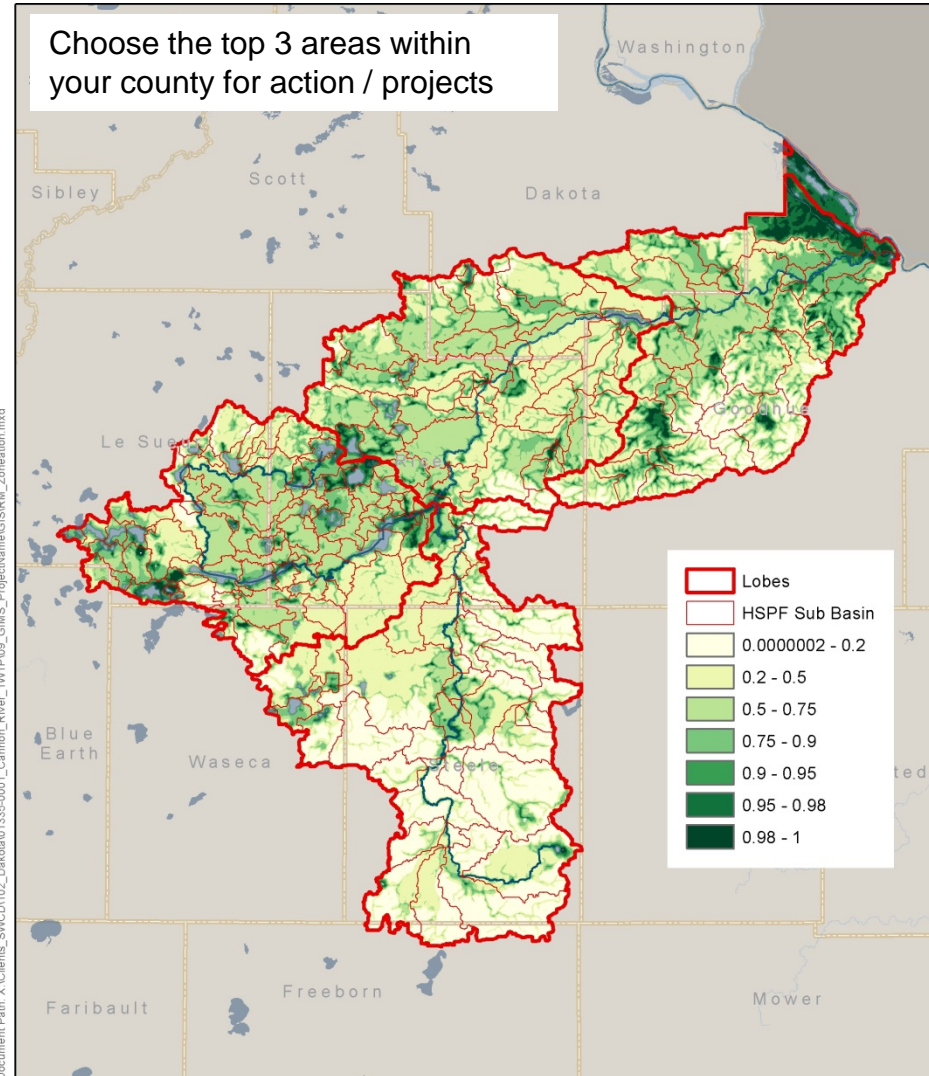 Choose the top 3 areas within
your county for action / projects
Washington
Scott
Sibley
Dakota
Goodhue
Le Sueur
Rice
Lobes
HSPF Sub Basin
0.0000002 - 0.2
0.2 - 0.5
0.5 - 0.75
0.75 - 0.9
0.9 - 0.95
0.95 - 0.98
0.98 - 1
Blue
Earth
Waseca
Steele
ted
Freeborn
Faribault
Mower